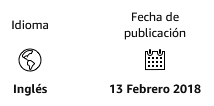 Idioma
Fecha de
publicación
Inglés
13 Febrero 2018